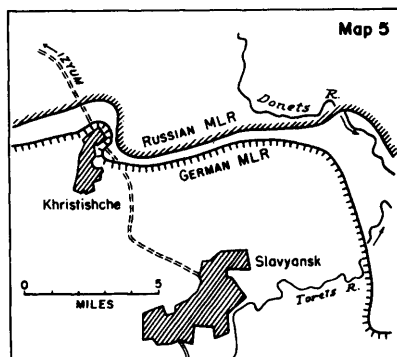 Map 5
IZYUM
Donets R.
RUSSIAN MLR
GERMAN MLR
Khristishche
Slavyansk
0 5
MILES
Torets R.